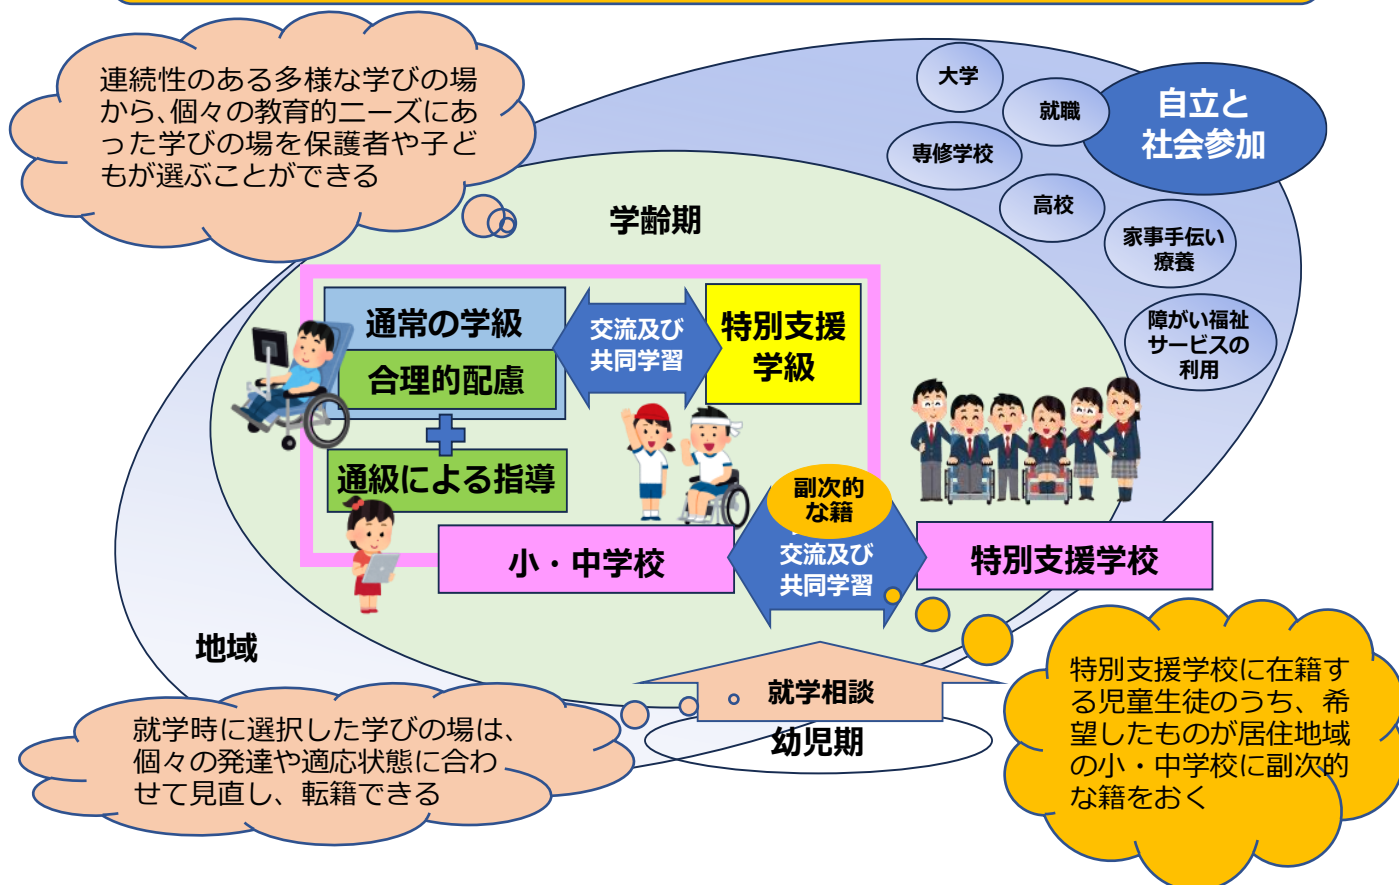 連続性のある多様な学びの場
から、個々の教育的ニーズにあ
った学びの場を保護者や子ど
もが選ぶことができる
大学
就職
自立と
社会参加
専修学校
高校
家事手伝い
療養
障がい福祉
サービスの
利用
学齢期
通常の学級
合理的配慮
通級による指導
交流及び
共同学習
特別支援
学級
副次的
な籍
交流及び
共同学習
小・中学校
特別支援学校
地域
就学相談
幼児期
就学時に選択した学びの場は、
個々の発達や適応状態に合わ
せて見直し、転籍できる
特別支援学校に在籍す
る児童生徒のうち、希
望したものが居住地域
の小・中学校に副次的
な籍をおく